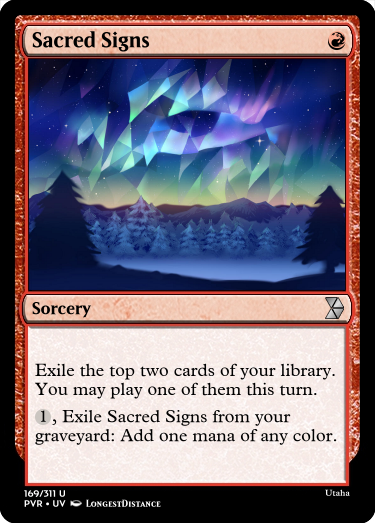 Sacred Signs
Sorcery
Exile the top two cards of your library.
You may play one of them this turn.
1, Exile Sacred Signs from your
graveyard: Add one mana of any color.
169/311 U
Utaha
PVR • UV LongestDistance